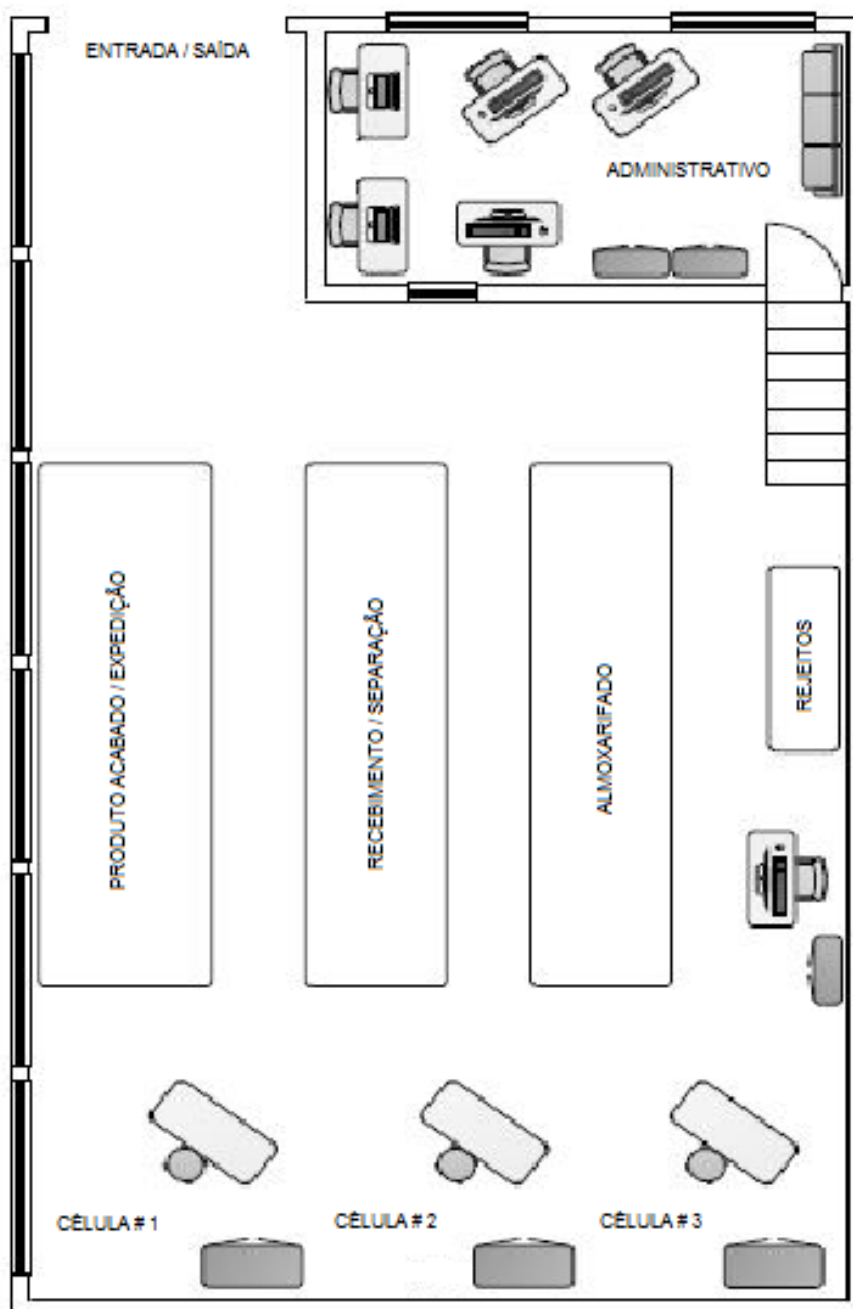 ENTRADA / SAÍDA
ADMINISTRATIVO
PRODUTO ACABADO / EXPEDIÇÃO
RECEBIMENTO / SEPARAÇÃO
ALMOXARIFADO
REJEITOS
CÉLULA # 1
CÉLULA # 2
CÉLULA # 3